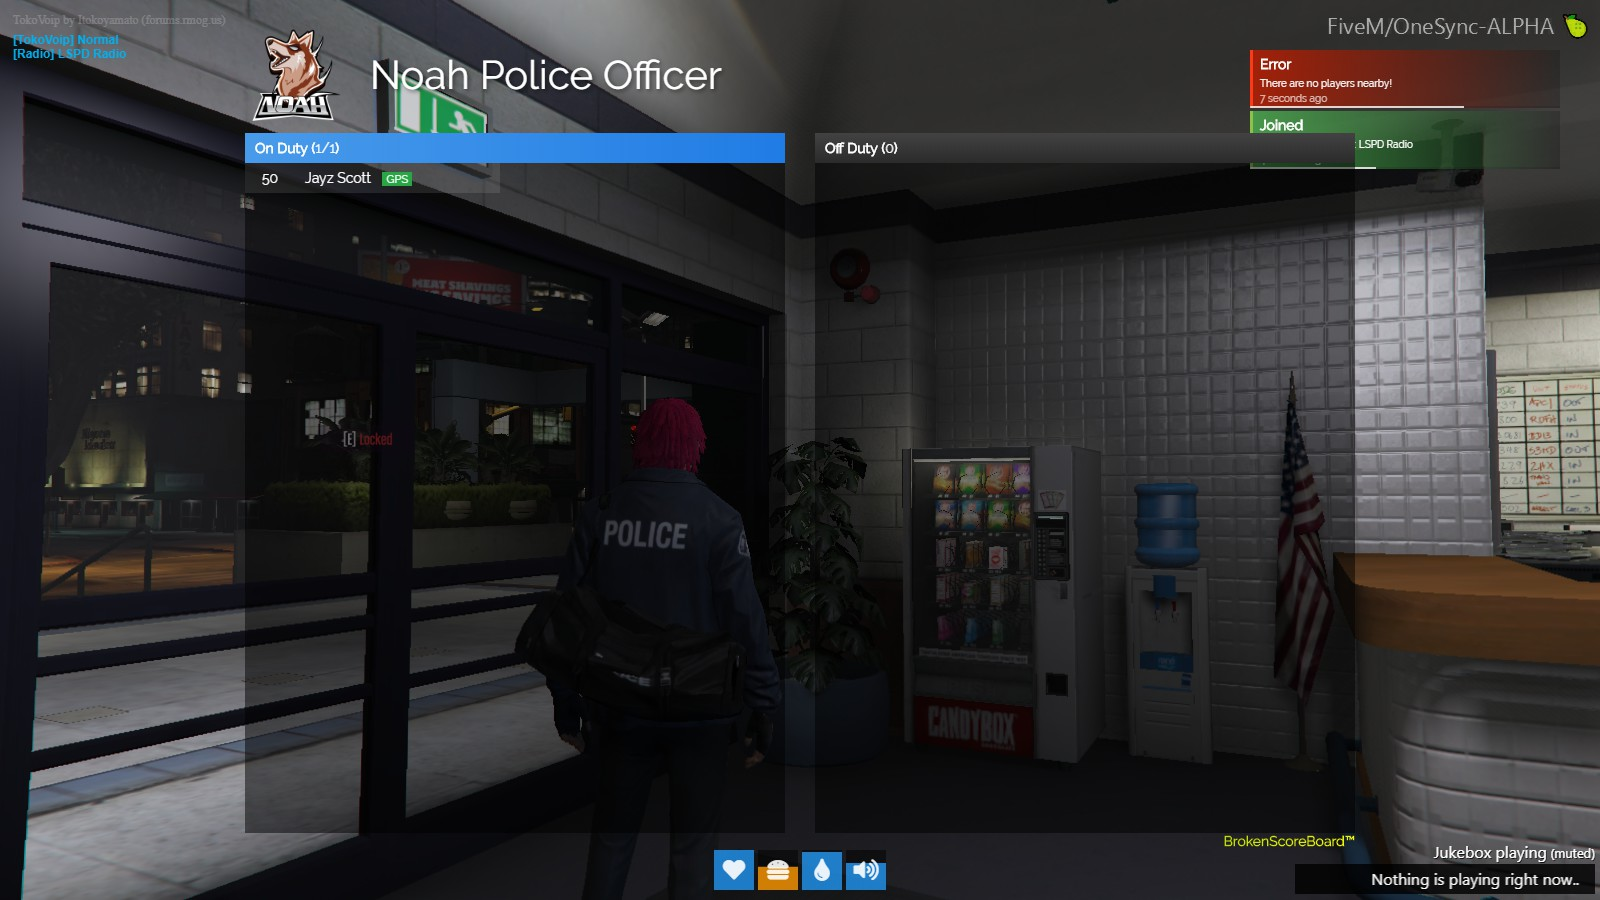 TokoVoip by Itokoyamato (forums.rmog.us)
[TokoVoip] Normal
[Radio] LSPD Radio
FiveM/OneSync-ALPHA
NOAH
Noah Police Officer
Error
There are no players nearby!
7 seconds ago
Joined
LSPD Radio
On Duty (1/1)
Off Duty (0)
50 Jayz Scott GPS
MEAT SHAVINGS
[E] Locked
POLICE
CANDYBOX
BrokenScoreBoard™
Jukebox playing (muted)
Nothing is playing right now..